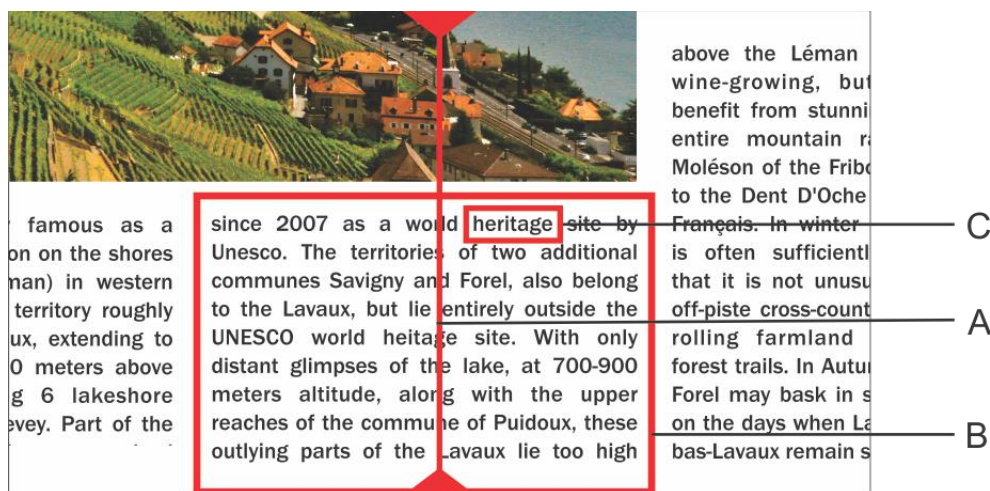 famous as a
on on the shores
man) in western
territory roughly
ux, extending to
0 meters above
g 6 lakeshore
evey. Part of the
since 2007 as a world heritage site by
Unesco. The territories of two additional
communes Savigny and Forel, also belong
to the Lavaux, but lie entirely outside the
UNESCO world heitage site. With only
distant glimpses of the lake, at 700-900
meters altitude, along with the upper
reaches of the commune of Puidoux, these
outlying parts of the Lavaux lie too high
above the Léman
wine-growing, but
benefit from stunni
entire mountain
Moléson of the Fribo
to the Dent D'Oche
Français. In winter
is often sufficientl
that it is not unusu
off-piste cross-count
rolling farmland
forest trails. In Autu
Forel may bask in s
on the days when La
bas-Lavaux remain s
C
A
B